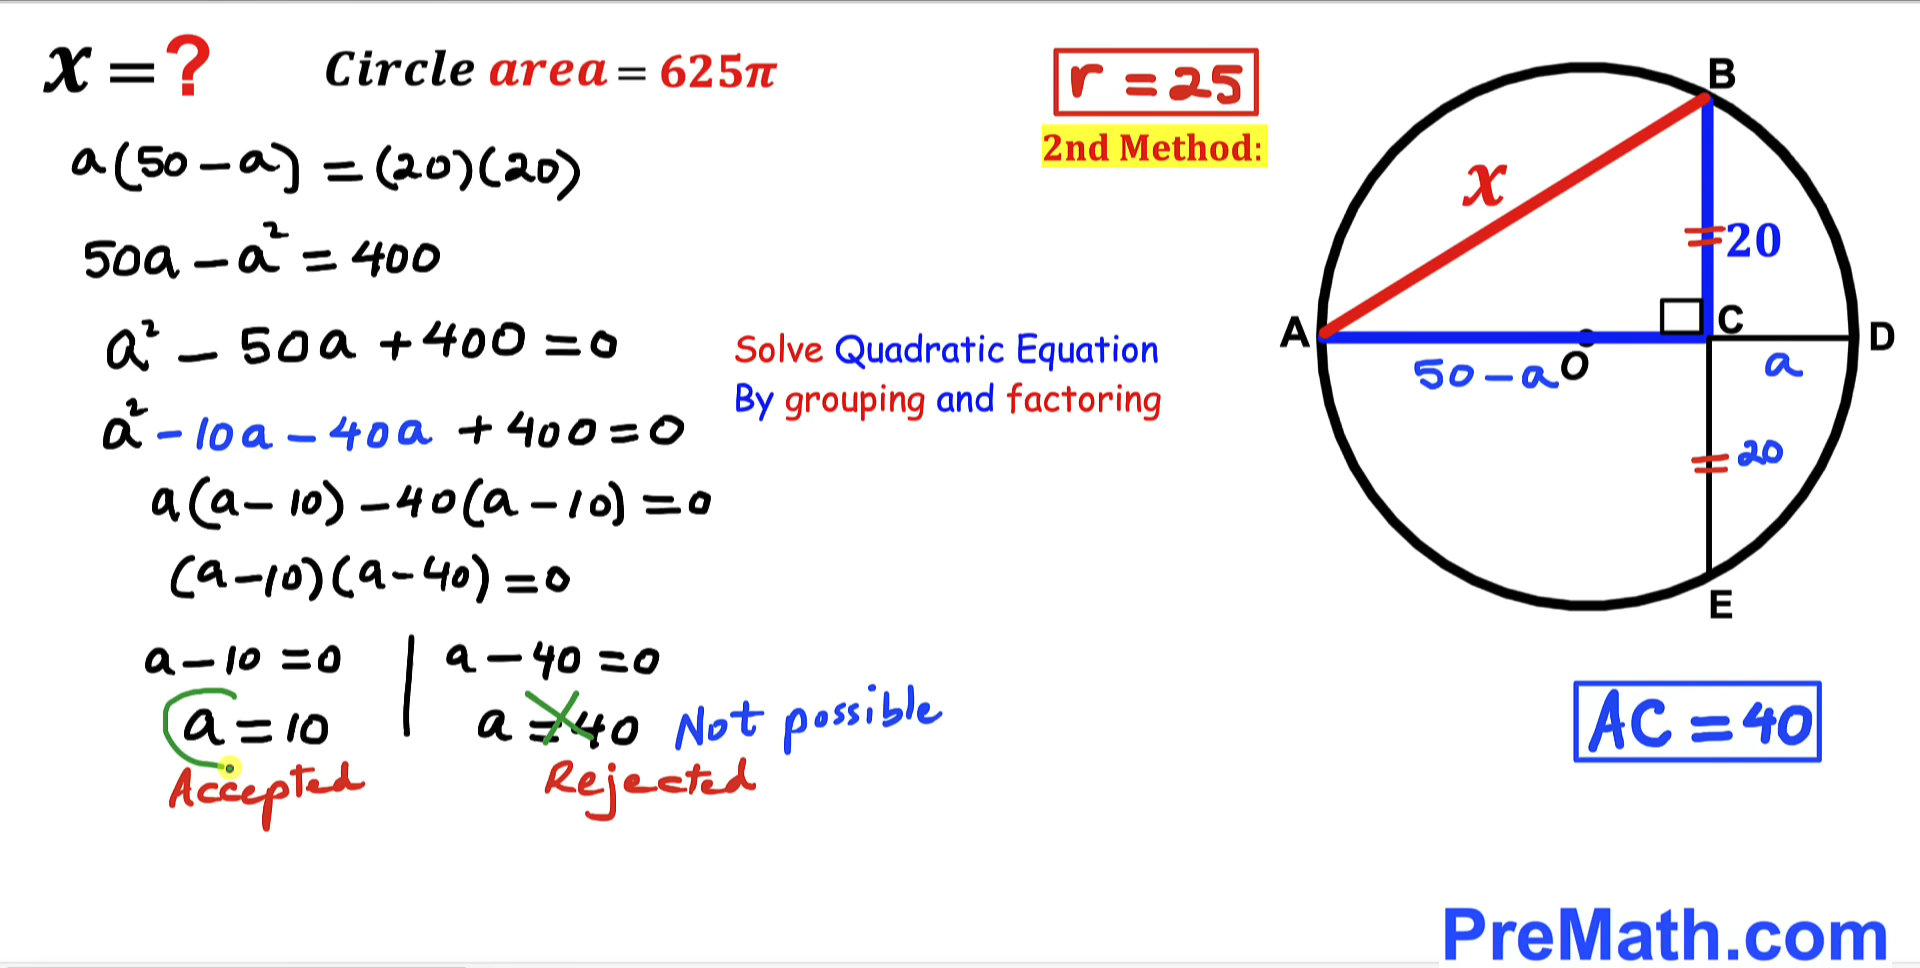 x = ?
Circle area = 625π
r = 25
2nd Method:
a(50-a) = (20)(20)
50a - a² = 400
a² - 50a + 400 = 0
a² - 10a - 40a + 400 = 0
a(a-10) - 40(a-10) = 0
(a-10)(a-40) = 0
a - 10 = 0 | a - 40 = 0
a = 10
a = 40 Not possible
Accepted
Rejected
Solve Quadratic Equation
By grouping and factoring
B
x
20
A
C
D
50 - a
O
a
20
E
AC = 40
PreMath.com